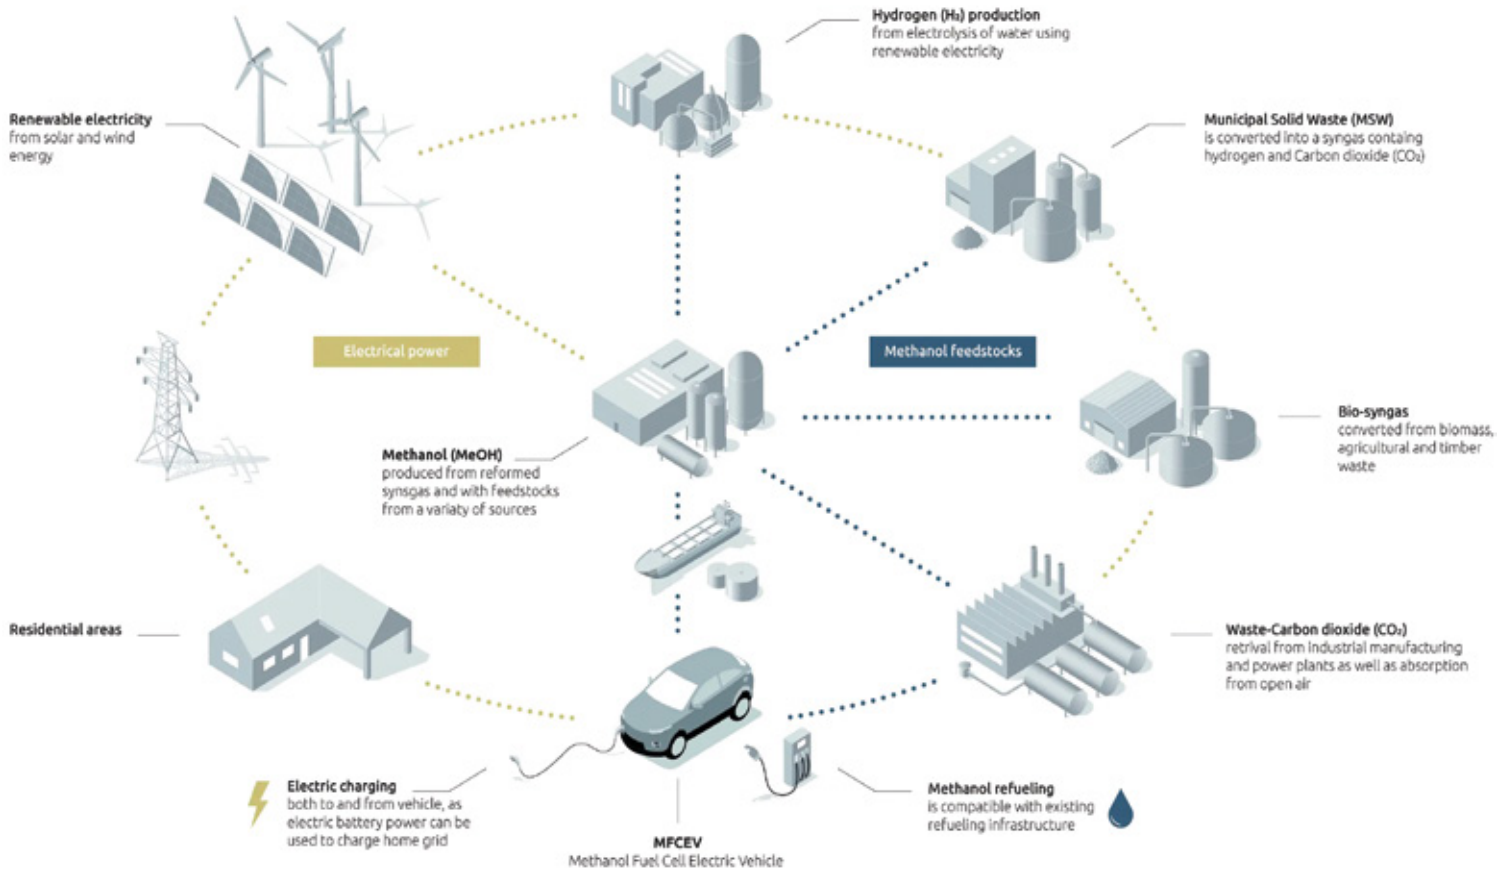 Hydrogen (H₂) production
from electrolysis of water using
renewable electricity
Renewable electricity
from solar and wind
energy
Municipal Solid Waste (MSW)
is converted into a syngas containg
hydrogen and Carbon dioxide (CO₂)
Electrical power
Methanol feedstocks
Methanol (MeOH)
produced from reformed
synsgas and with feedstocks
from a variaty of sources
Bio-syngas
converted from biomass,
agricultural and timber
waste
Residential areas
Waste-Carbon dioxide (CO₂)
retrival from industrial manufacturing
and power plants as well as absorption
from open air
Electric charging
both to and from vehicle, as
electric battery power can be
used to charge home grid
MFCEV
Methanol Fuel Cell Electric Vehicle
Methanol refueling
is compatible with existing
refueling infrastructure